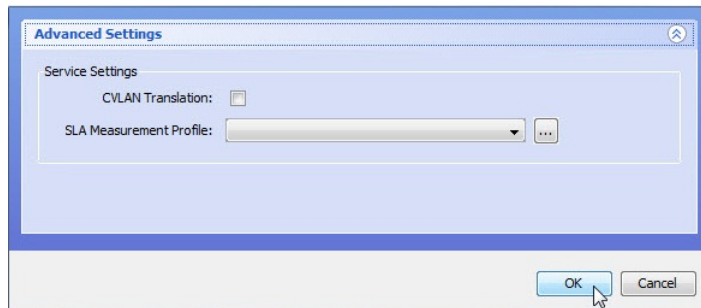 Advanced Settings
Service Settings
CVLAN Translation:
SLA Measurement Profile:
...
OK
Cancel